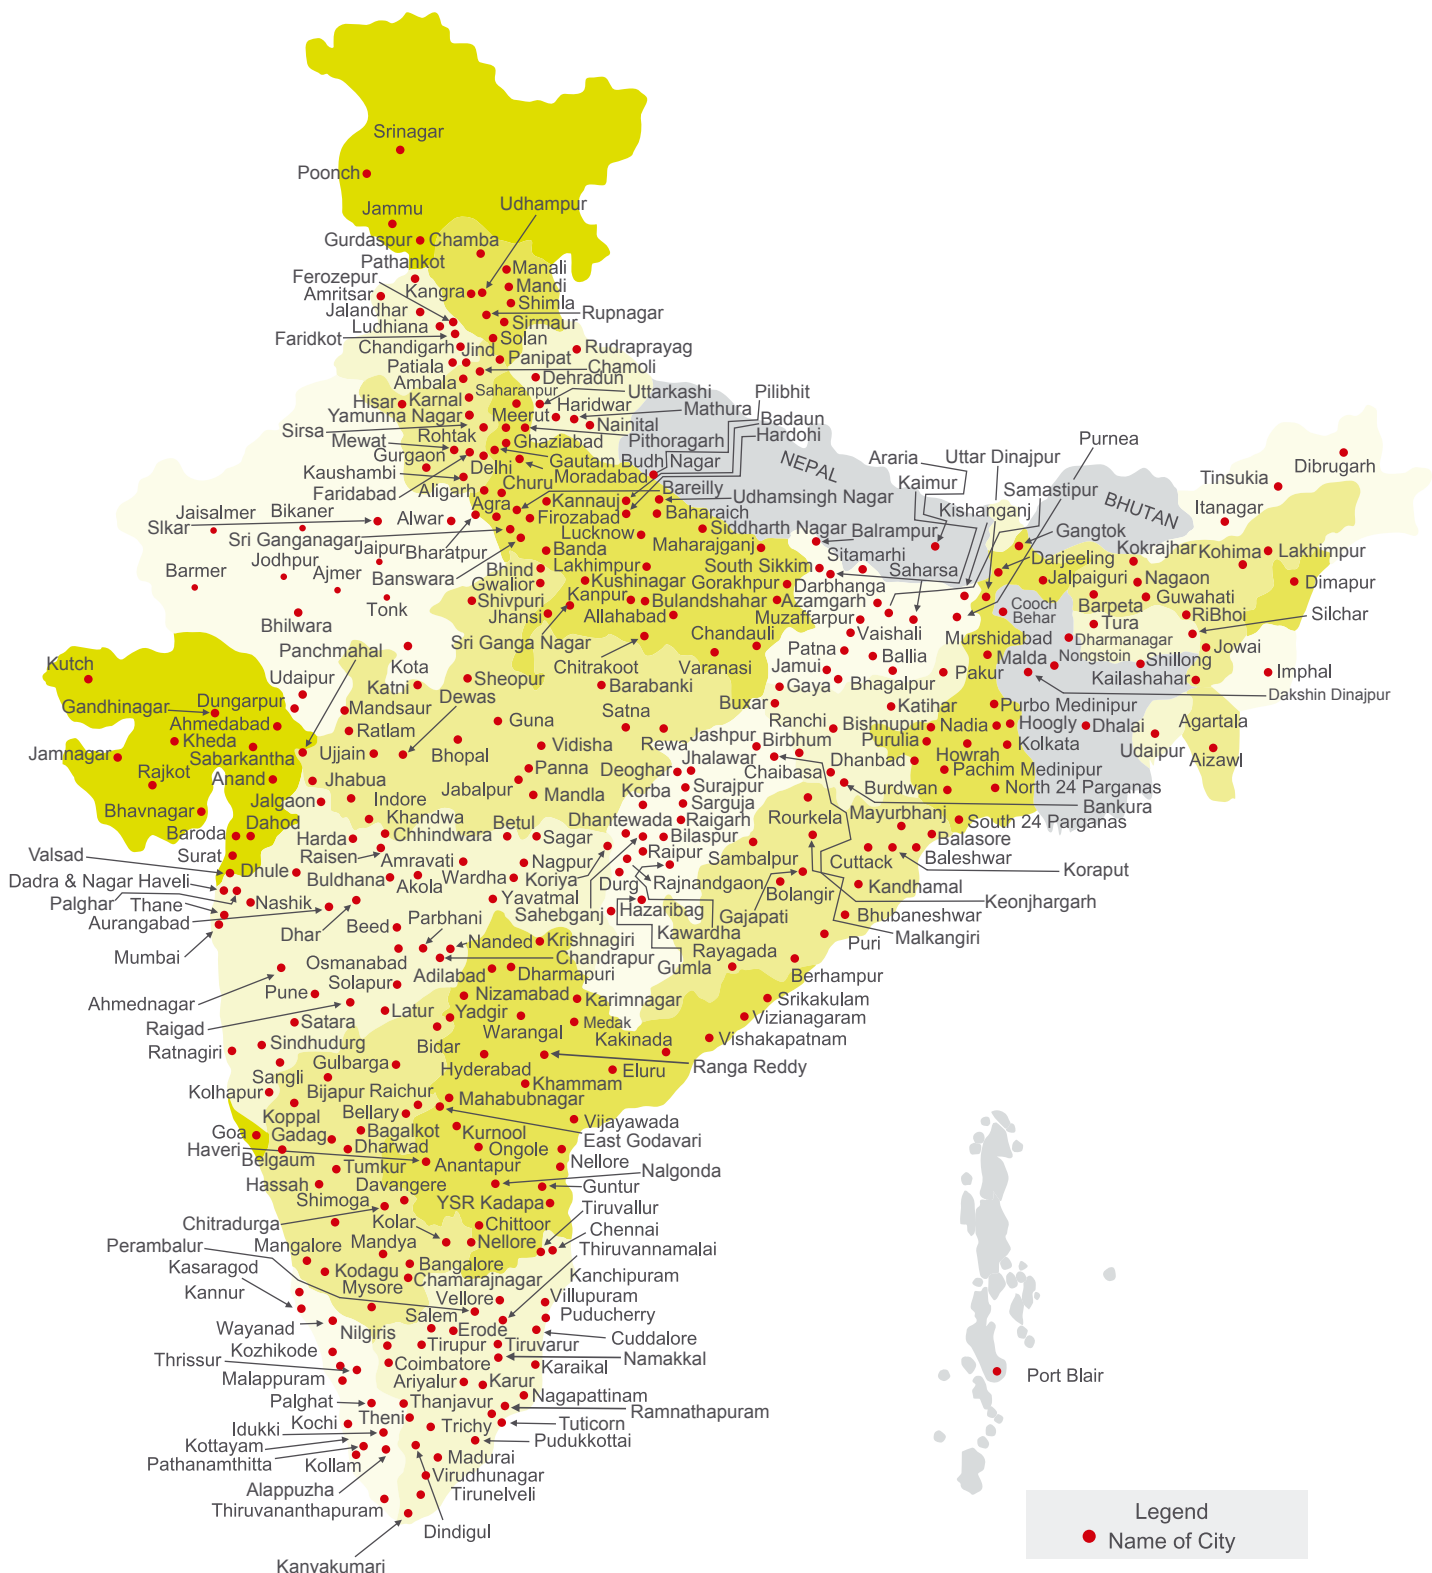 Srinagar
Poonch
Jammu
Udhampur
Gurdaspur
Chamba
Pathankot
Manali
Ferozepur
Mandi
Amritsar
Kangra
Shimla
Jalandhar
Rupnagar
Ludhiana
Sirmaur
Faridkot
Solan
Chandigarh
Jind
Rudraprayag
Patiala
Panipat
Chamoli
Ambala
Dehradun
Saharanpur
Uttarkashi
Pilibhit
Hisar
Karnal
Haridwar
Mathura
Yamunna Nagar
Meerut
Nainital
Badaun
Sirsa
Hardohi
Mewat
Rohtak
Ghaziabad
Pithoragarh
Purnea
Gurgaon
Gautam Budh Nagar
NEPAL
Araria
Uttar Dinajpur
Kaushambi
Delhi
Moradabad
Kaimur
Samastipur
Dibrugarh
Faridabad
Churu
Bareilly
Tinsukia
Aligarh
Kannauj
Udhamsingh Nagar
Kishanganj
BHUTAN
Agra
Jaisalmer
Bikaner
Baharaich
Slkar
Alwar
Firozabad
Siddharth Nagar
Balrampur
Itanagar
Sri Ganganagar
Lucknow
Gangtok
Jaipur
Bharatpur
Banda
Maharajganj
Sitamarhi
Kokrajhar
Kohima
Lakhimpur
Jodhpur
Bhind
Lakhimpur
South Sikkim
Darjeeling
Barmer
Ajmer
Banswara
Gwalior
Kushinagar
Gorakhpur
Darbhanga
Saharsa
Jalpaiguri
Nagaon
Dimapur
Tonk
Shivpuri
Kanpur
Bulandshahar
Azamgarh
Cooch
Behar
Barpeta
Guwahati
Bhilwara
Jhansi
Allahabad
Muzaffarpur
RiBhoi
Silchar
Sri Ganga Nagar
Chandauli
Vaishali
Murshidabad
Tura
Dharmanagar
Panchmahal
Patna
Jowai
Kutch
Kota
Chitrakoot
Varanasi
Ballia
Malda
Nongstoin
Shillong
Udaipur
Katni
Sheopur
Jamui
Bhagalpur
Pakur
Kailashahar
Imphal
Dungarpur
Dewas
Barabanki
Gaya
Dakshin Dinajpur
Gandhinagar
Mandsaur
Buxar
Katihar
Purbo Medinipur
Ahmedabad
Ratlam
Guna
Satna
Ranchi
Bishnupur
Nadia
Hoogly
Dhalai
Agartala
Kheda
Ujjain
Bhopal
Vidisha
Rewa
Jashpur
Birbhum
Purulia
Howrah
Kolkata
Udaipur
Jamnagar
Sabarkantha
Jhalawar
Dhanbad
Aizawl
Rajkot
Anand
Jhabua
Panna
Deoghar
Chaibasa
Pachim Medinipur
Jabalpur
Surajpur
Bhavnagar
Jalgaon
Indore
Mandla
Korba
Sarguja
Burdwan
North 24 Parganas
Bankura
Khandwa
Dhantewada
Raigarh
Rourkela
Mayurbhanj
South 24 Parganas
Baroda
Dahod
Harda
Chhindwara
Betul
Sagar
Bilaspur
Balasore
Surat
Raisen
Raipur
Sambalpur
Cuttack
Baleshwar
Valsad
Dhule
Amravati
Nagpur
Koraput
Dadra & Nagar Haveli
Buldhana
Akola
Wardha
Koriya
Durg
Rajnandgaon
Bolangir
Kandhamal
Palghar
Nashik
Yavatmal
Keonjhargarh
Thane
Sahebganj
Hazaribag
Gajapati
Bhubaneshwar
Aurangabad
Parbhani
Kawardha
Malkangiri
Dhar
Beed
Nanded
Krishnagiri
Puri
Mumbai
Chandrapur
Rayagada
Osmanabad
Gumla
Adilabad
Dharmapuri
Berhampur
Solapur
Ahmednagar
Pune
Nizamabad
Karimnagar
Srikakulam
Raigad
Latur
Yadgir
Vizianagaram
Satara
Warangal
Medak
Ratnagiri
Sindhudurg
Bidar
Kakinada
Vishakapatnam
Gulbarga
Hyderabad
Ranga Reddy
Sangli
Eluru
Kolhapur
Bijapur
Raichur
Khammam
Koppal
Mahabubnagar
Bellary
Goa
Gadag
Bagalkot
Kurnool
Vijayawada
East Godavari
Haveri
Dharwad
Ongole
Belgaum
Tumkur
Anantapur
Nellore
Nalgonda
Hassah
Davangere
Guntur
Shimoga
YSR Kadapa
Tiruvallur
Chitradurga
Kolar
Chittoor
Chennai
Perambalur
Mangalore
Mandya
Nellore
Thiruvannamalai
Kasaragod
Kodagu
Bangalore
Kanchipuram
Kannur
Mysore
Chamarajnagar
Villupuram
Vellore
Puducherry
Wayanad
Salem
Nilgiris
Erode
Cuddalore
Kozhikode
Tirupur
Tiruvarur
Namakkal
Thrissur
Coimbatore
Karaikal
Malappuram
Ariyalur
Karur
Port Blair
Palghat
Thanjavur
Nagapattinam
Ramnathapuram
Idukki
Kochi
Theni
Trichy
Tuticorn
Kottayam
Pudukkottai
Pathanamthitta
Kollam
Madurai
Alappuzha
Virudhunagar
Thiruvananthapuram
Tirunelveli
Dindigul
Kanyakumari
Legend
Name of City